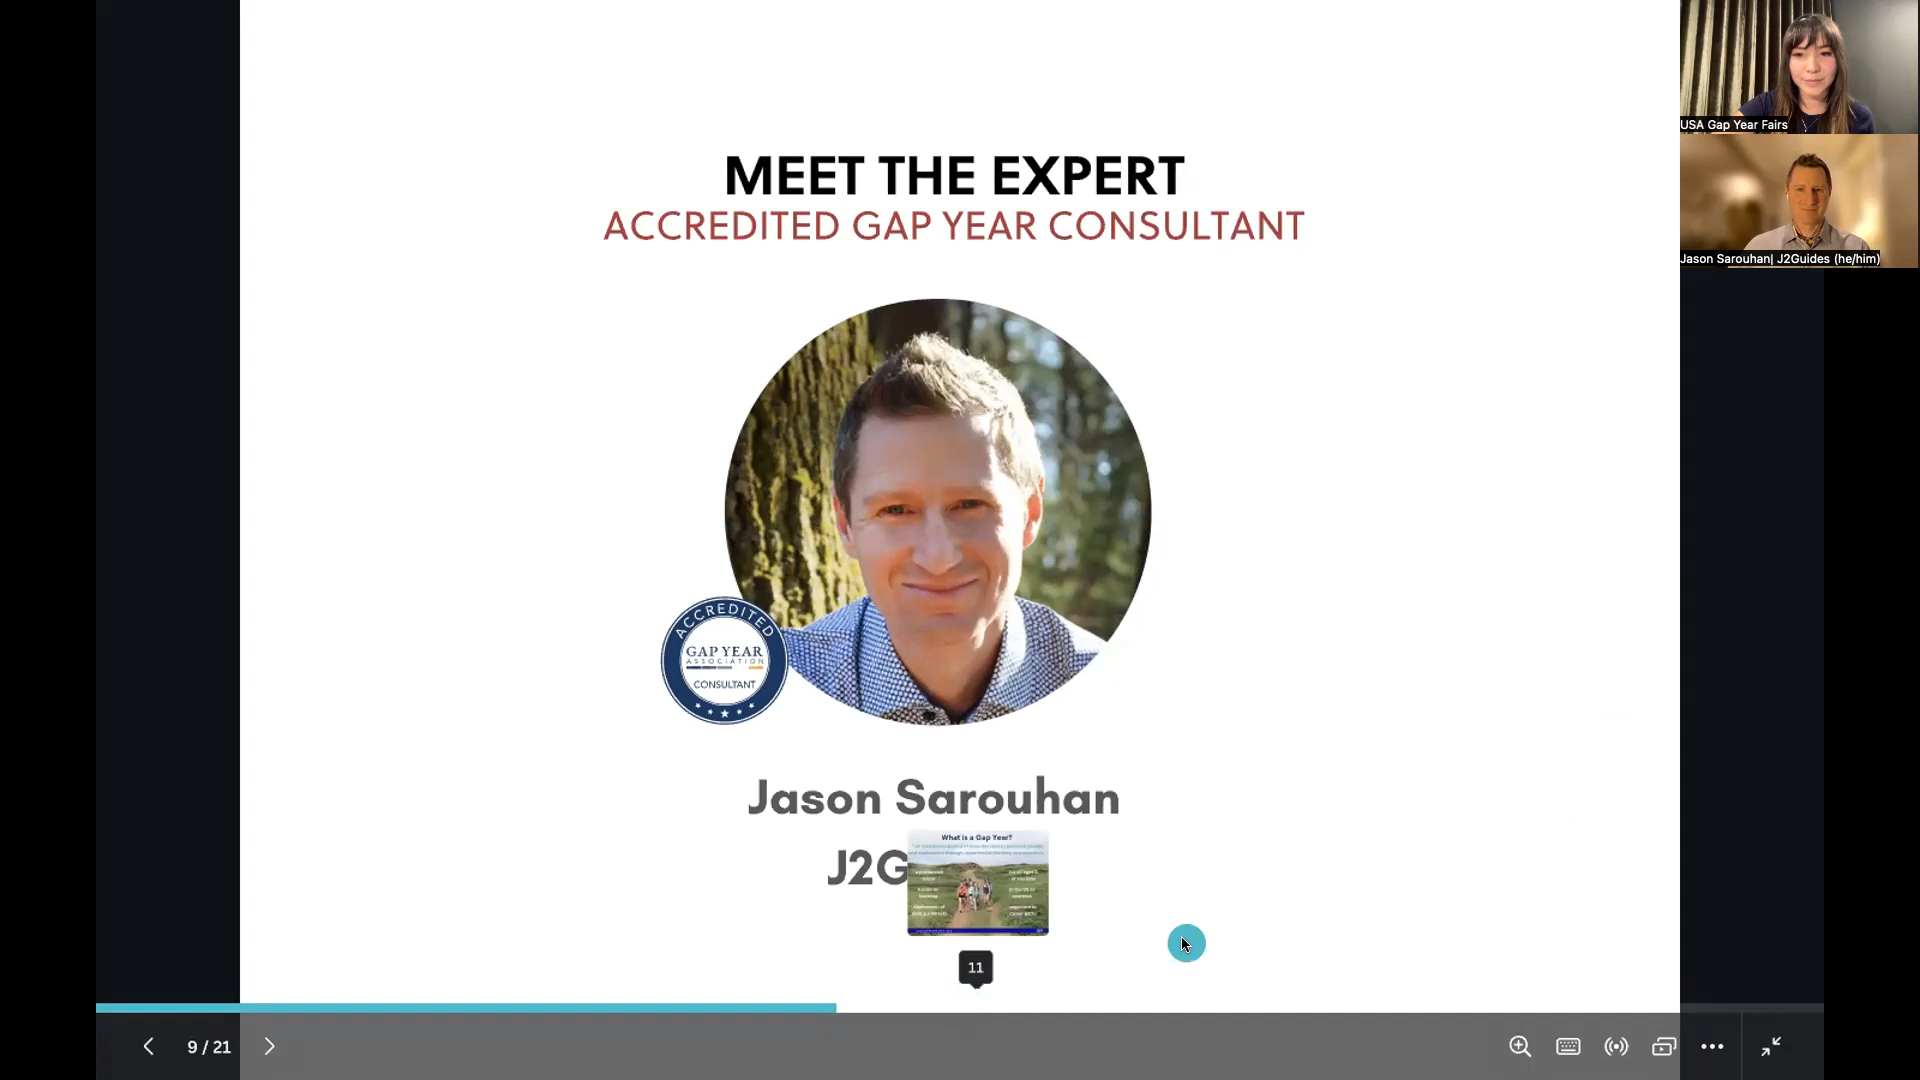 USA Gap Year Fairs
Jason Sarouhan| J2Guides (he/him)
MEET THE EXPERT
ACCREDITED GAP YEAR CONSULTANT
ACCREDITED
GAP YEAR
ASSOCIATION
CONSULTANT
Jason Sarouhan
J2G
What is a Gap Year?
11
9 / 21